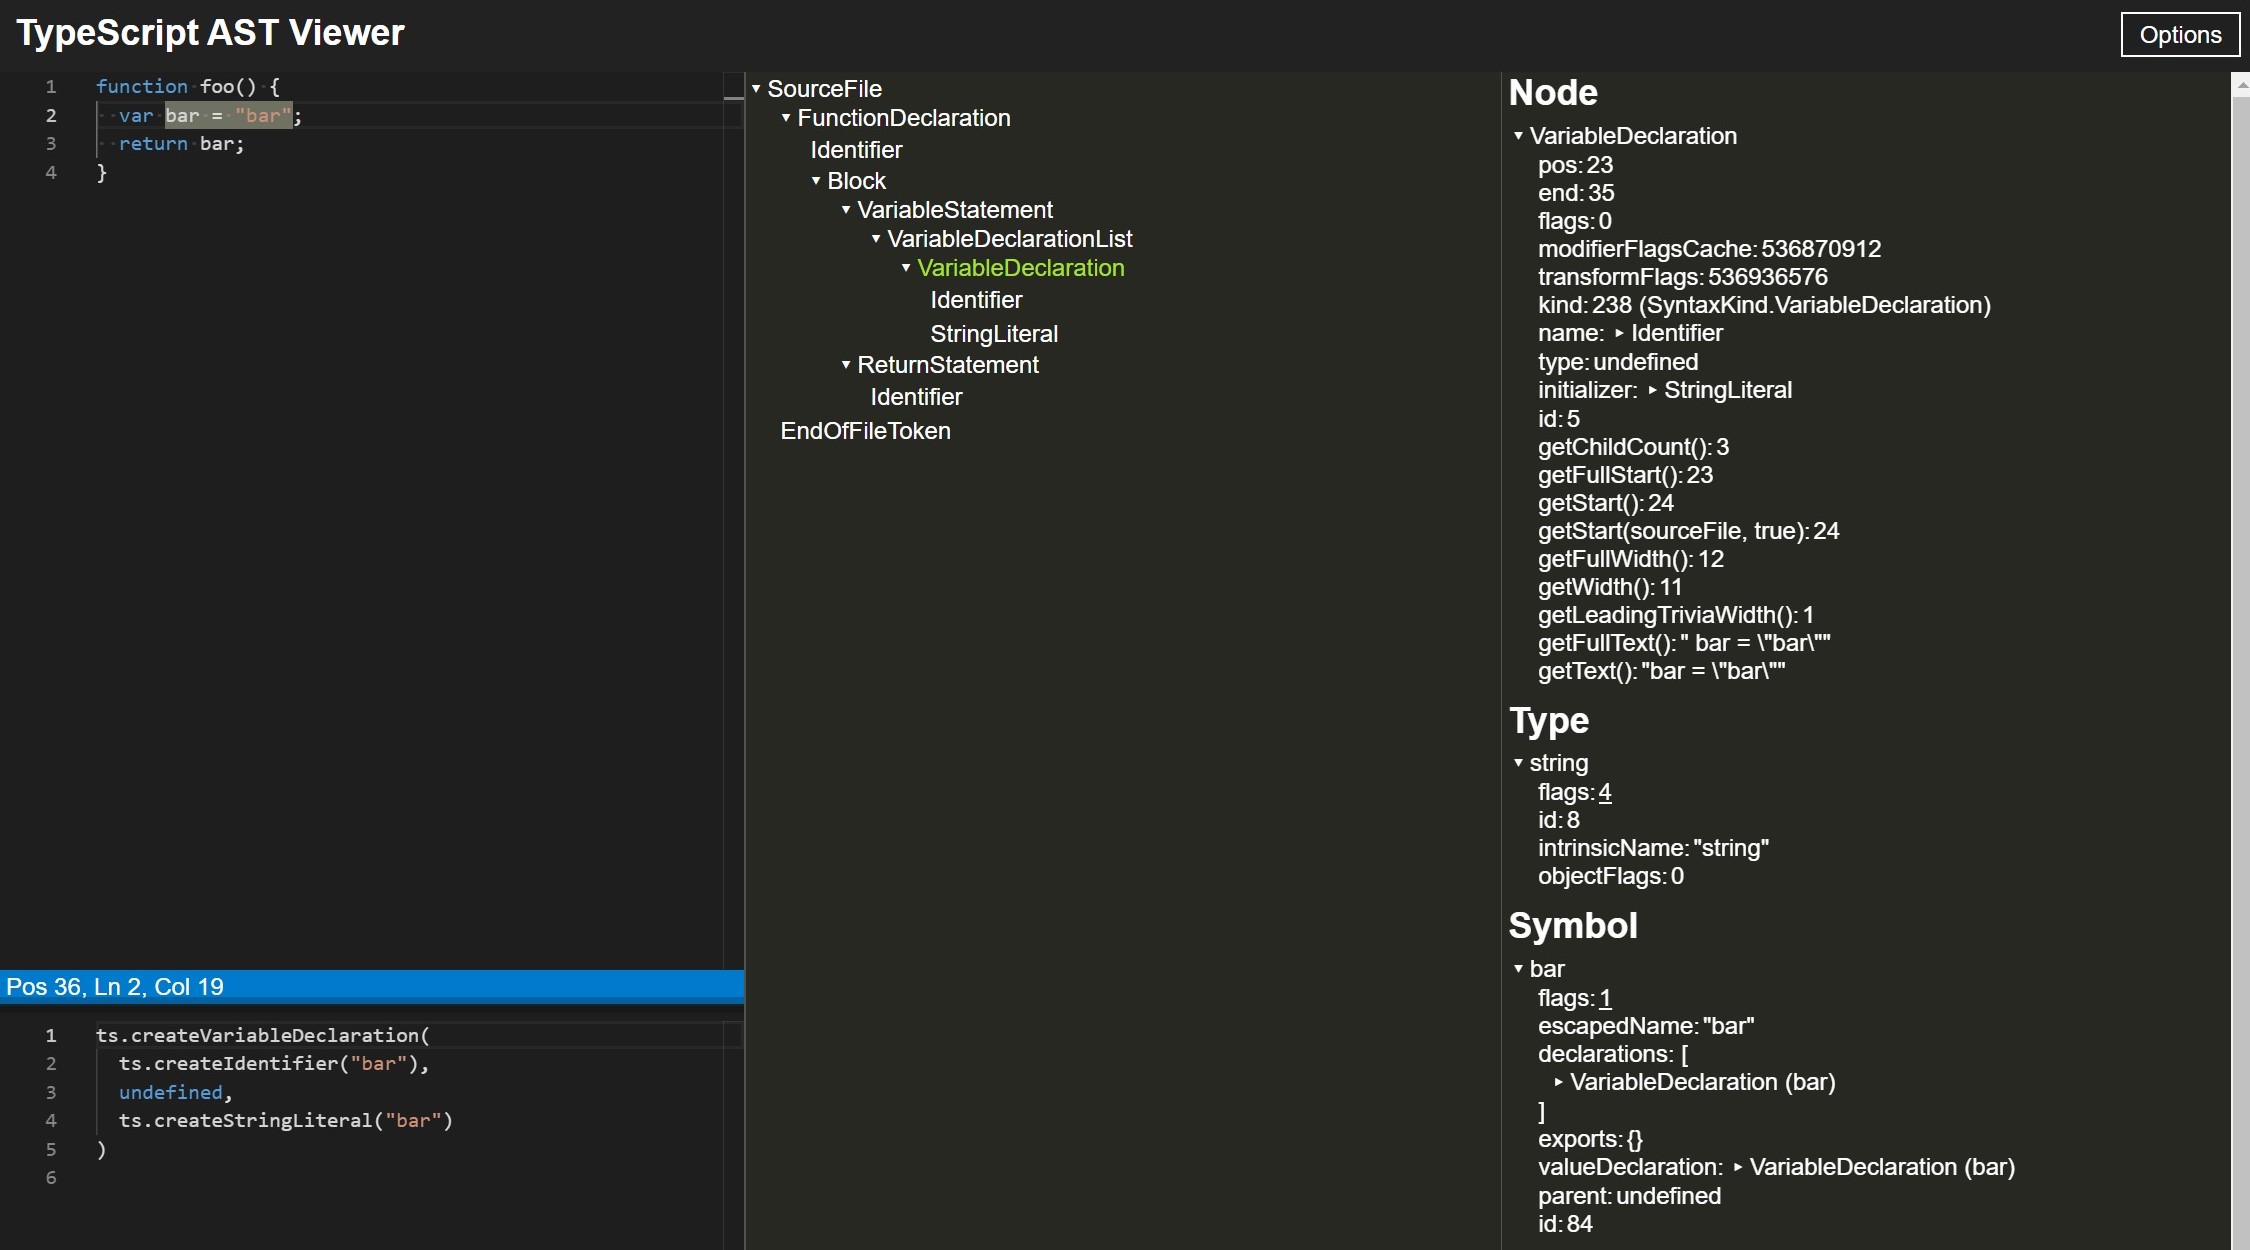 TypeScript AST Viewer
Options
1 function foo() {
2 var bar = "bar";
3 return bar;
4 }
Pos 36, Ln 2, Col 19
1 ts.createVariableDeclaration(
2 ts.createIdentifier("bar"),
3 undefined,
4 ts.createStringLiteral("bar")
5 )
6
SourceFile
FunctionDeclaration
Identifier
Block
VariableStatement
VariableDeclarationList
VariableDeclaration
Identifier
StringLiteral
ReturnStatement
Identifier
EndOfFileToken
Node
VariableDeclaration
pos: 23
end: 35
flags: 0
modifierFlagsCache: 536870912
transformFlags: 536936576
kind: 238 (SyntaxKind.VariableDeclaration)
name: Identifier
type: undefined
initializer: StringLiteral
id: 5
getChildCount(): 3
getFullStart(): 23
getStart(): 24
getStart(sourceFile, true): 24
getFullWidth(): 12
getWidth(): 11
getLeadingTriviaWidth(): 1
getFullText(): " bar = \"bar\""
getText(): "bar = \"bar\""
Type
string
flags: 4
id: 8
intrinsicName: "string"
objectFlags: 0
Symbol
bar
flags: 1
escapedName: "bar"
declarations: [
VariableDeclaration (bar)
]
exports: {}
valueDeclaration: VariableDeclaration (bar)
parent: undefined
id: 84